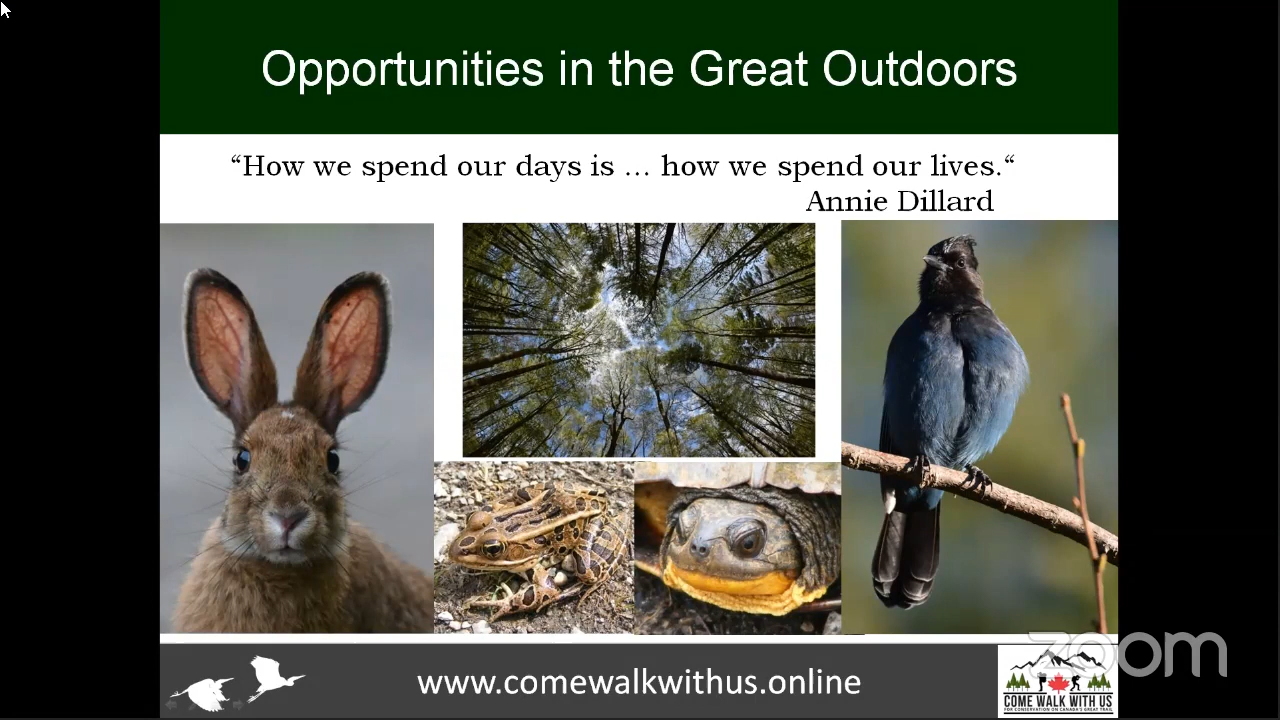 Opportunities in the Great Outdoors
“How we spend our days is ... how we spend our lives.“
Annie Dillard
www.comewalkwithus.online
zoom
COME WALK WITH US
FOR CONSERVATION ON CANADA'S GREAT TRAIL